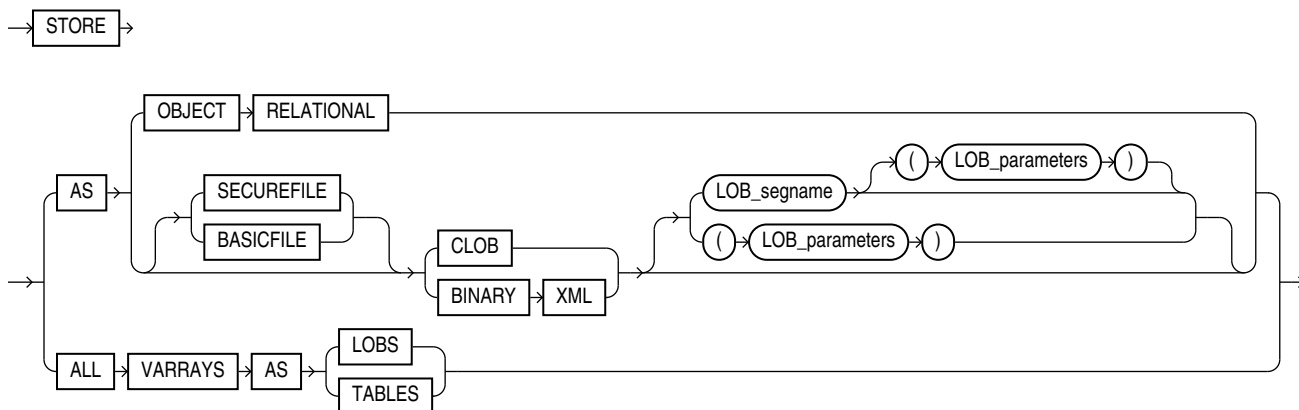 STORE
OBJECT RELATIONAL
( LOB_parameters )
AS SECUREFILE LOB_segname
BASICFILE ( LOB_parameters )
CLOB
BINARY XML
LOBS
ALL VARRAYS AS
TABLES